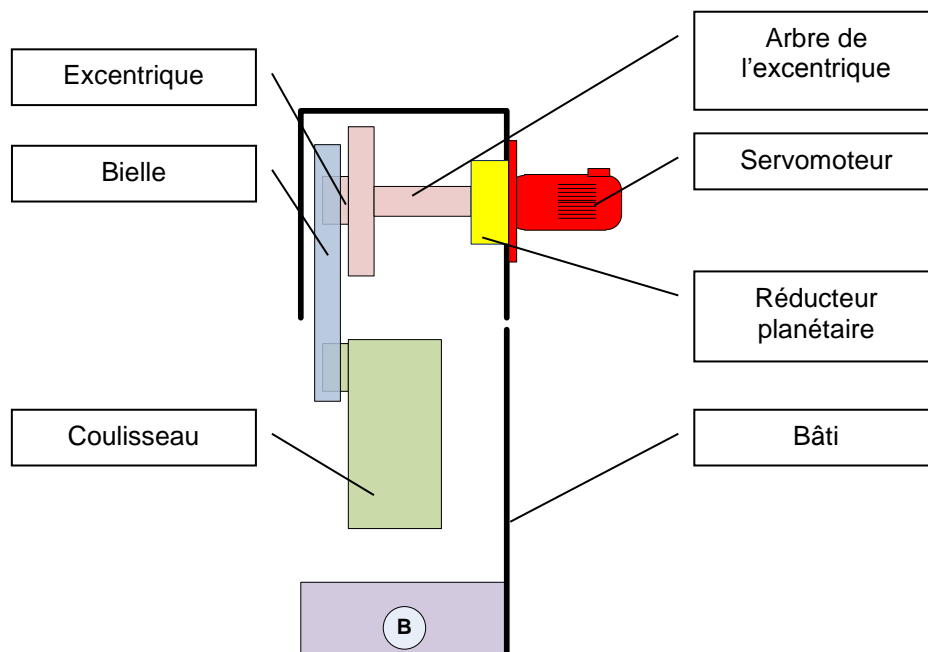 Excentrique
Arbre de
l'excentrique
Bielle
Servomoteur
Réducteur
planétaire
Coulisseau
Bâti
B